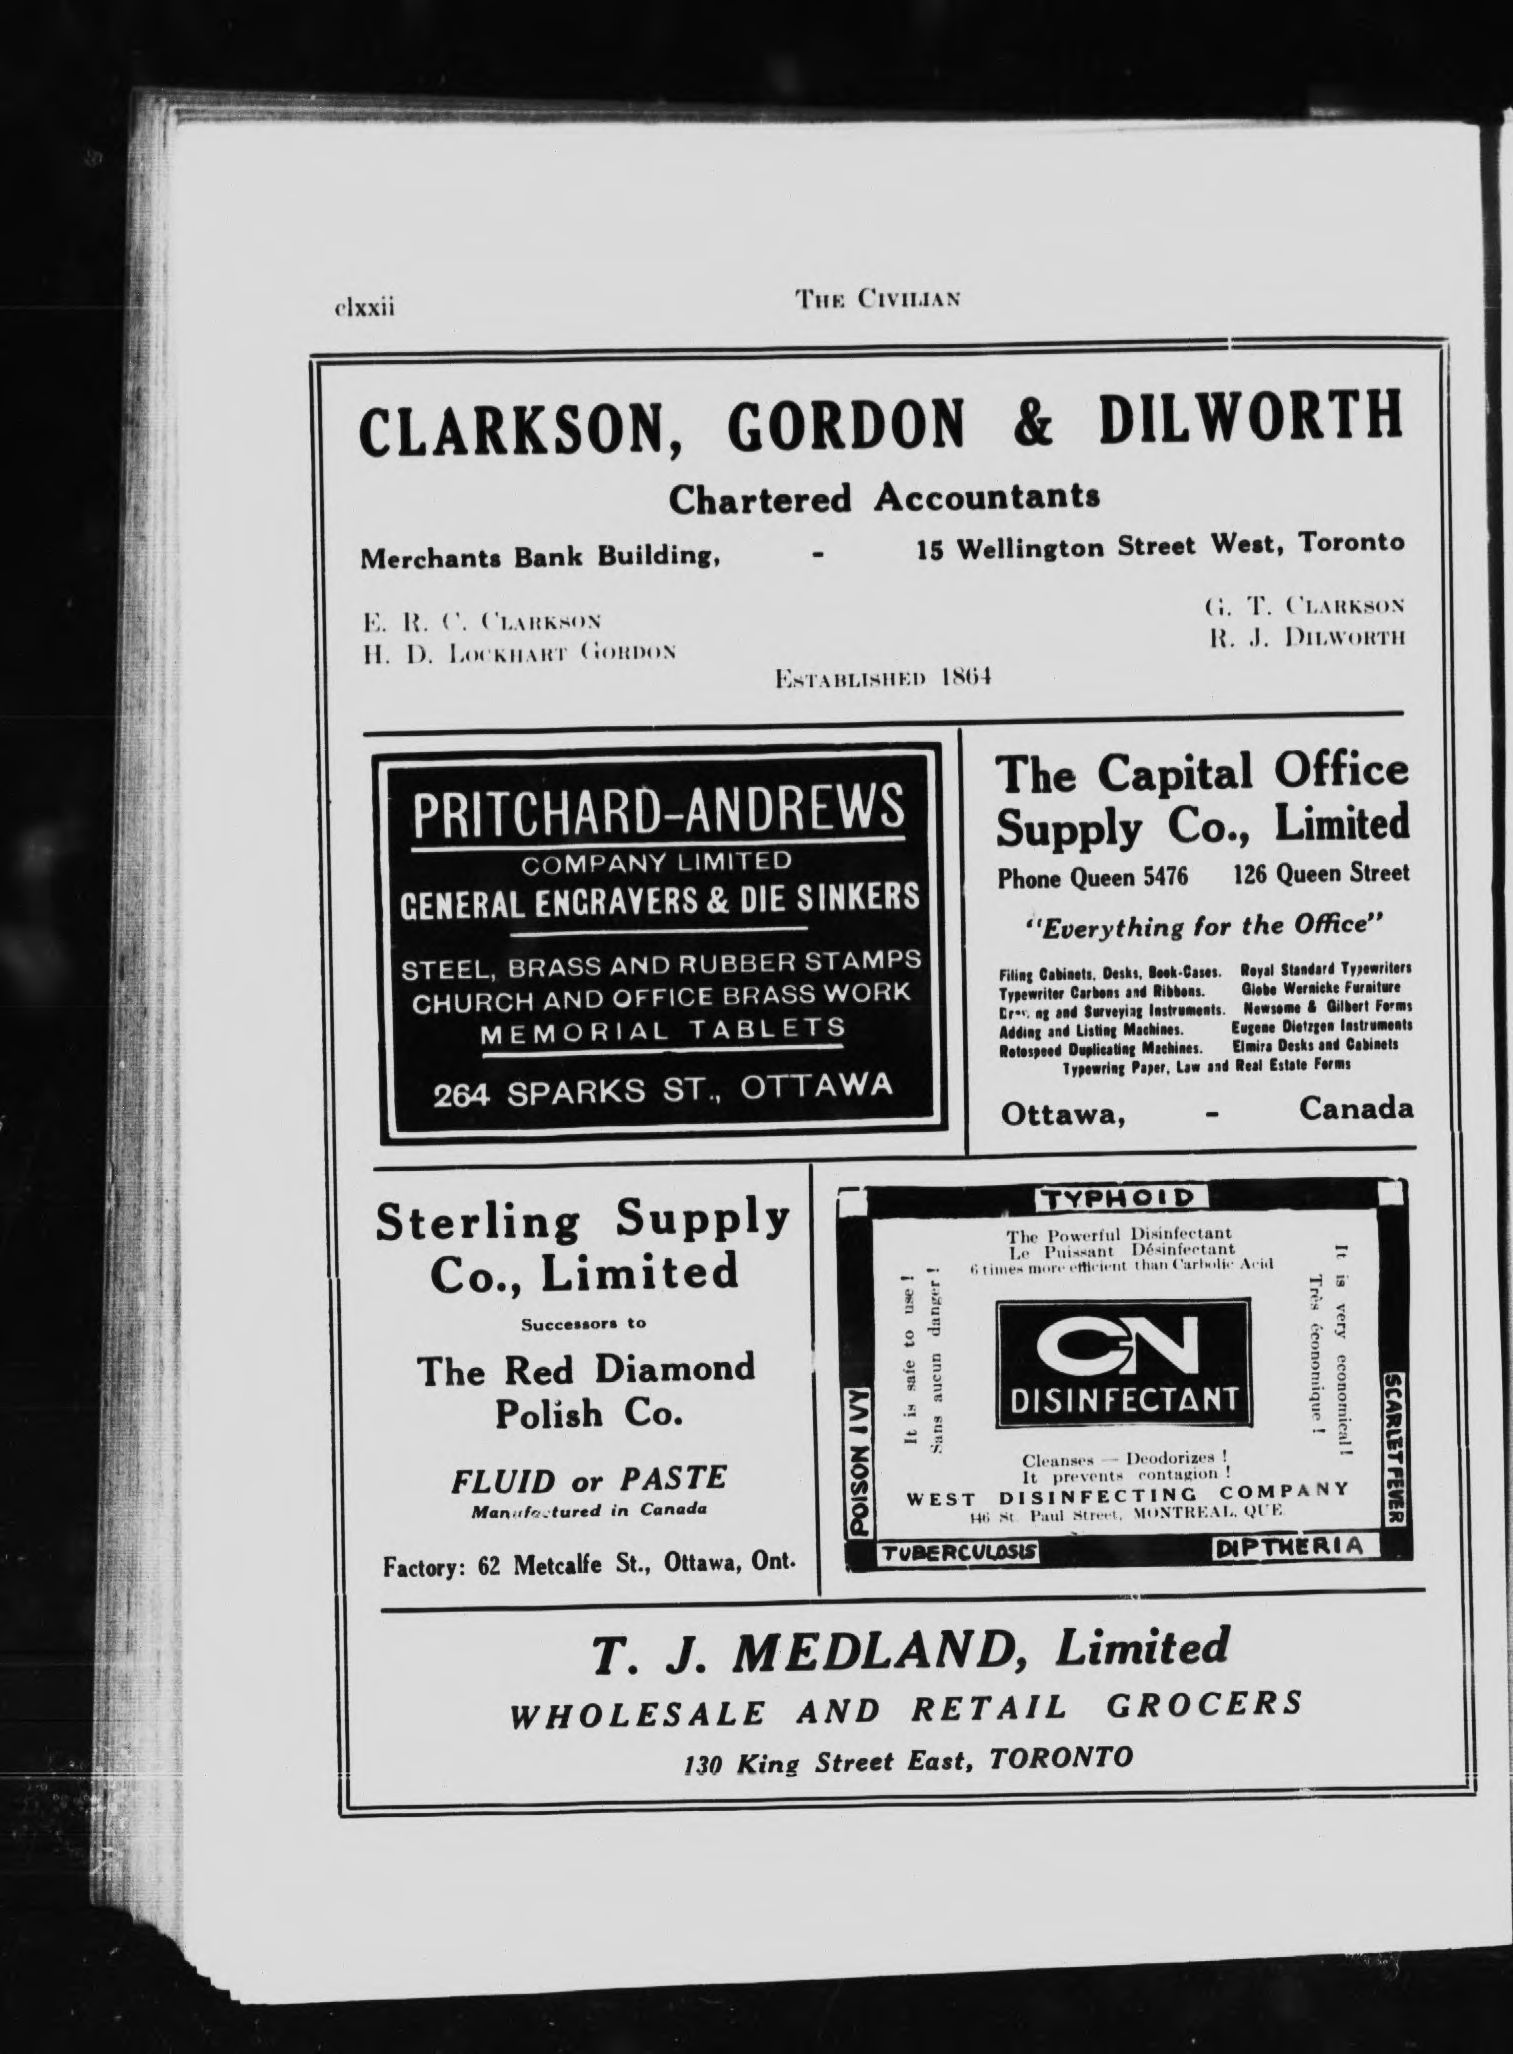 clxxii
THE CIVILIAN
CLARKSON, GORDON & DILWORTH
Chartered Accountants
Merchants Bank Building, - 15 Wellington Street West, Toronto
E. R. C. CLARKSON
H. D. LOCKHART GORDON
G. T. CLARKSON
R. J. DILWORTH
ESTABLISHED 1864
PRITCHARD-ANDREWS
COMPANY LIMITED
GENERAL ENGRAVERS & DIE SINKERS
STEEL, BRASS AND RUBBER STAMPS
CHURCH AND OFFICE BRASS WORK
MEMORIAL TABLETS
264 SPARKS ST., OTTAWA
The Capital Office
Supply Co., Limited
Phone Queen 5476 126 Queen Street
"Everything for the Office"
Filing Cabinets, Desks, Book-Cases. Royal Standard Typewriters
Typewriter Carbons and Ribbons. Globe Wernicke Furniture
and Surveying Instruments. Newsome & Gilbert Forms
Adding and Listing Machines. Eugene Dietzgen Instruments
Rotospeed Duplicating Machines. Elmira Desks and Cabinets
Typewring Paper, Law and Real Estate Forms
Ottawa, - Canada
Sterling Supply
Co., Limited
Successors to
The Red Diamond
Polish Co.
FLUID or PASTE
Manufactured in Canada
Factory: 62 Metcalfe St., Ottawa, Ont.
TYPHOID
The Powerful Disinfectant
Le Puissant Désinfectant
6 times more efficient than Carbolic Acid
It is safe to use !
Sans aucun danger !
It is very economical !
Très économique !
CN
DISINFECTANT
POISON IVY
SCARLET FEVER
Cleanses — Deodorizes !
It prevents contagion !
WEST DISINFECTING COMPANY
146 St. Paul Street, MONTREAL, QUE
TUBERCULOSIS
DIPTHERIA
T. J. MEDLAND, Limited
WHOLESALE AND RETAIL GROCERS
130 King Street East, TORONTO